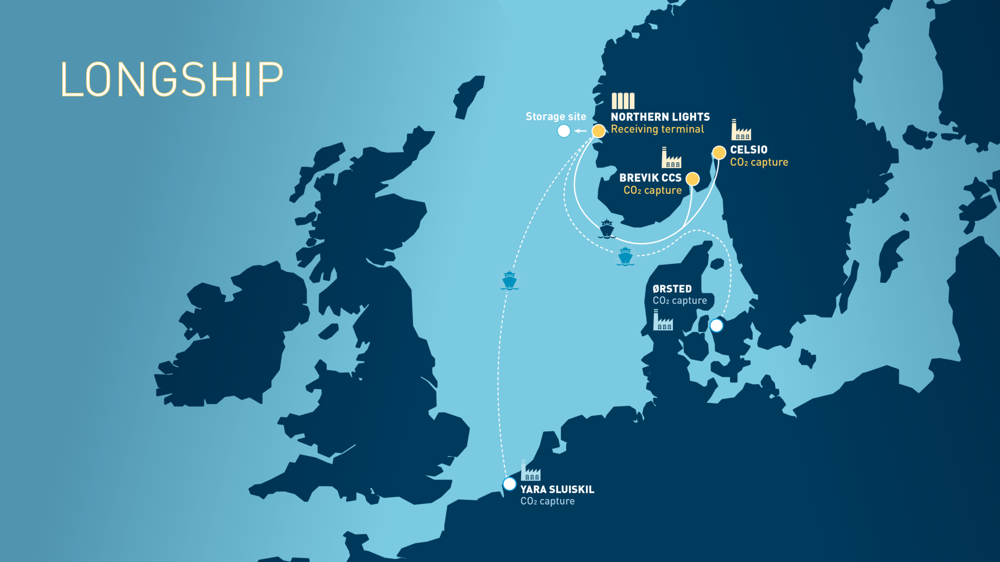 LONGSHIP
Storage site
NORTHERN LIGHTS
Receiving terminal
CELSIO
CO₂ capture
BREVIK CCS
CO₂ capture
ØRSTED
CO₂ capture
YARA SLUISKIL
CO₂ capture